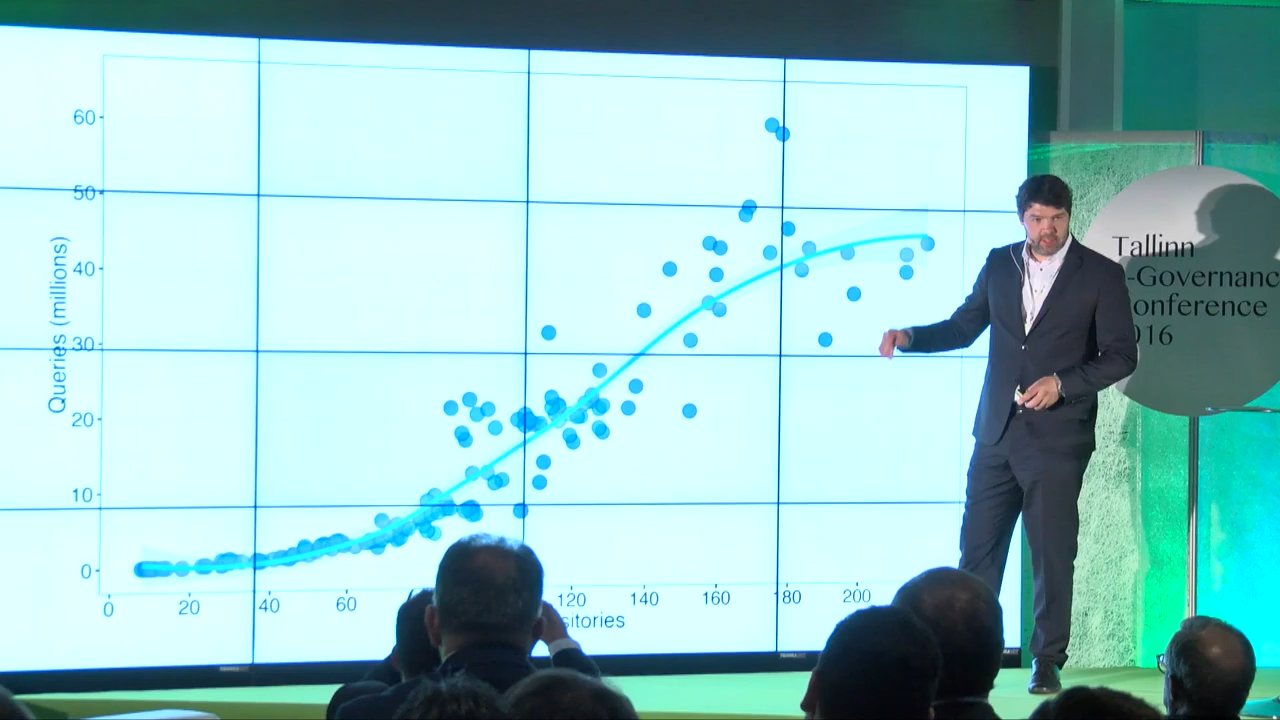 60
50
40
30
20
10
0
Queries (millions)
0 20 40 60 120 140 160 180 200
sitories
Tallinn
-Governanc
onference
016